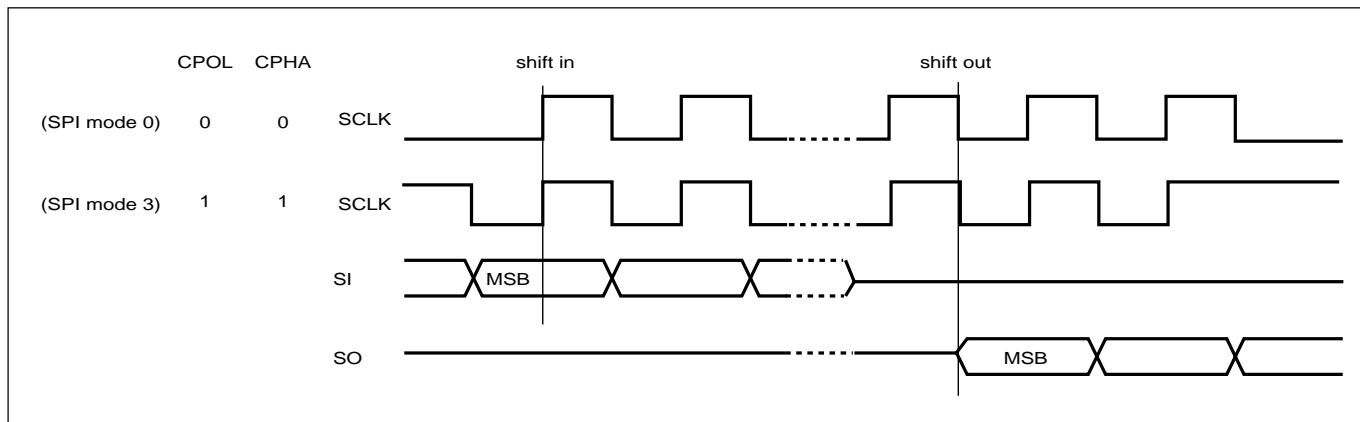 CPOL CPHA shift in shift out
(SPI mode 0) 0 0 SCLK
(SPI mode 3) 1 1 SCLK
SI MSB
SO MSB